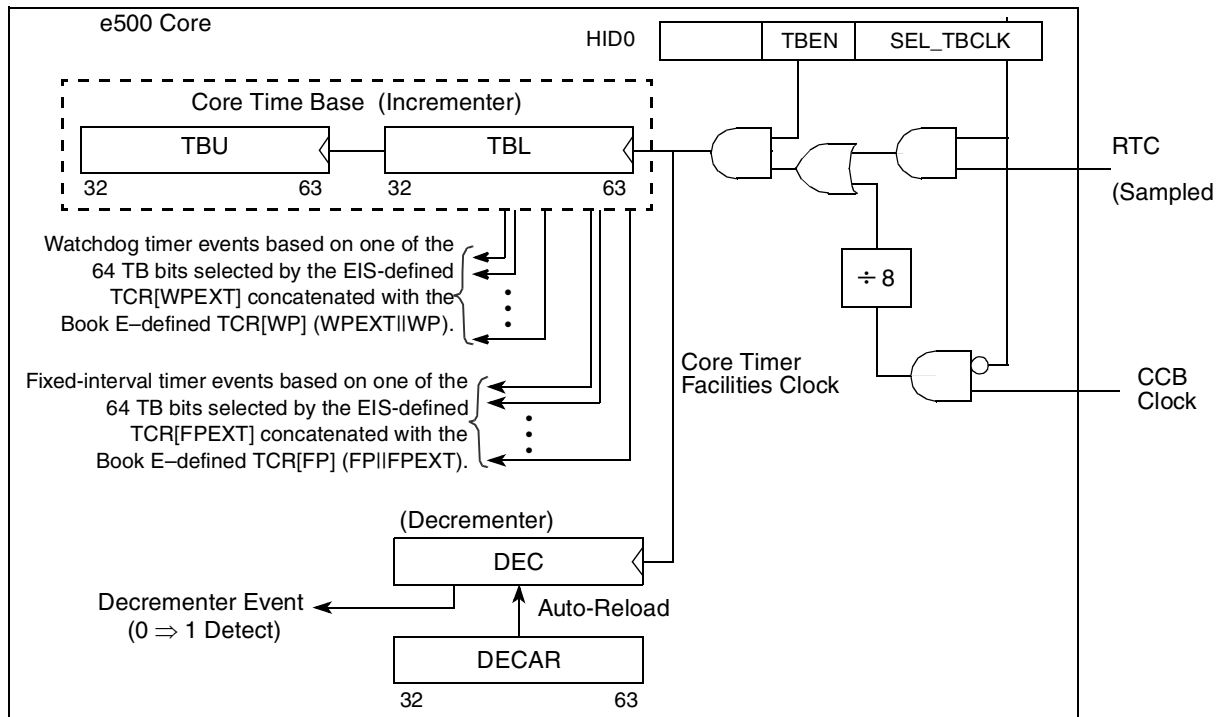 e500 Core
HID0
TBEN
SEL_TBCLK
Core Time Base (Incrementer)
TBU
TBL
32
63
32
63
RTC
(Sampled
Watchdog timer events based on one of the
64 TB bits selected by the EIS-defined
TCR[WPEXT] concatenated with the
Book E–defined TCR[WP] (WPEXT||WP).
÷ 8
Core Timer
Facilities Clock
CCB
Clock
Fixed-interval timer events based on one of the
64 TB bits selected by the EIS-defined
TCR[FPEXT] concatenated with the
Book E–defined TCR[FP] (FP||FPEXT).
(Decrementer)
DEC
Decrementer Event
(0 ⇒ 1 Detect)
Auto-Reload
DECAR
32
63